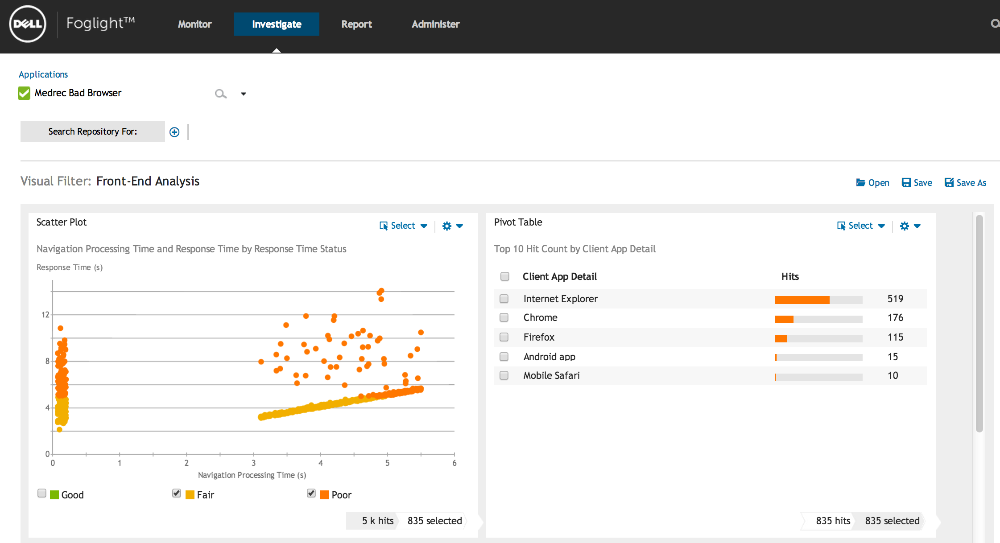 DELL Foglight™ Monitor Investigate Report Administer
Applications
Medrec Bad Browser
Search Repository For:
Visual Filter: Front-End Analysis
Open Save Save As
Scatter Plot
Select
Navigation Processing Time and Response Time by Response Time Status
Response Time (s)
12
8
4
0
0 1 2 3 4 5 6
Navigation Processing Time (s)
Good Fair Poor
5 k hits 835 selected
Pivot Table
Select
Top 10 Hit Count by Client App Detail
Client App Detail Hits
Internet Explorer 519
Chrome 176
Firefox 115
Android app 15
Mobile Safari 10
835 hits 835 selected